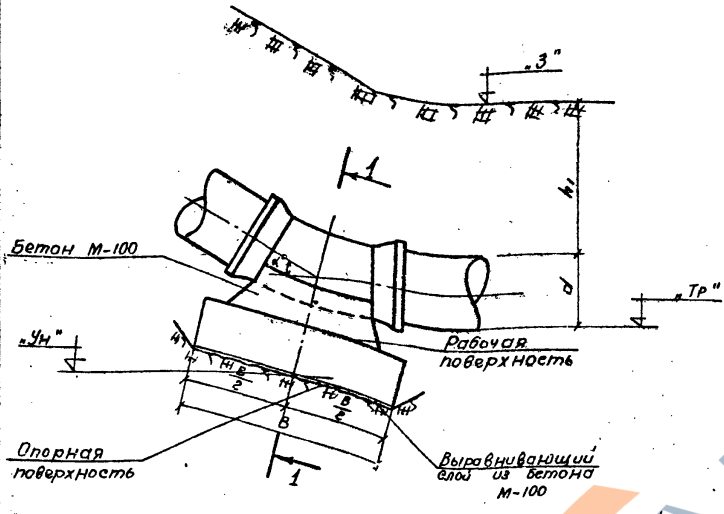 „З"
1
h₁
Бетон М-100
α°
d
„Тр"
„Ун"
Рабочая
поверхность
В/2
В/2
В
Опорная
поверхность
Выравнивающий
слой из бетона
М-100
1